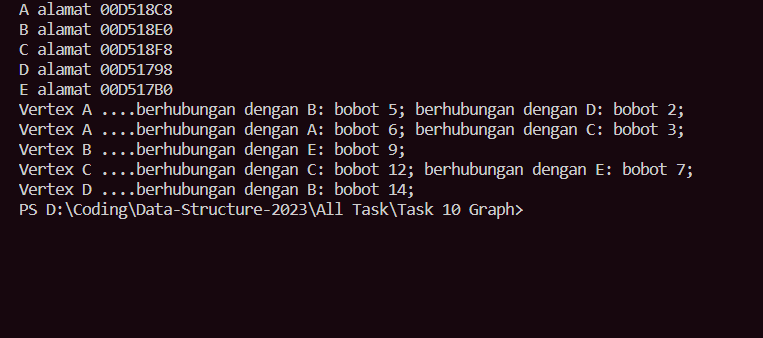 A alamat 00D518C8
B alamat 00D518E0
C alamat 00D518F8
D alamat 00D51798
E alamat 00D517B0
Vertex A ....berhubungan dengan B: bobot 5; berhubungan dengan D: bobot 2;
Vertex A ....berhubungan dengan A: bobot 6; berhubungan dengan C: bobot 3;
Vertex B ....berhubungan dengan E: bobot 9;
Vertex C ....berhubungan dengan C: bobot 12; berhubungan dengan E: bobot 7;
Vertex D ....berhubungan dengan B: bobot 14;
PS D:\Coding\Data-Structure-2023\All Task\Task 10 Graph>